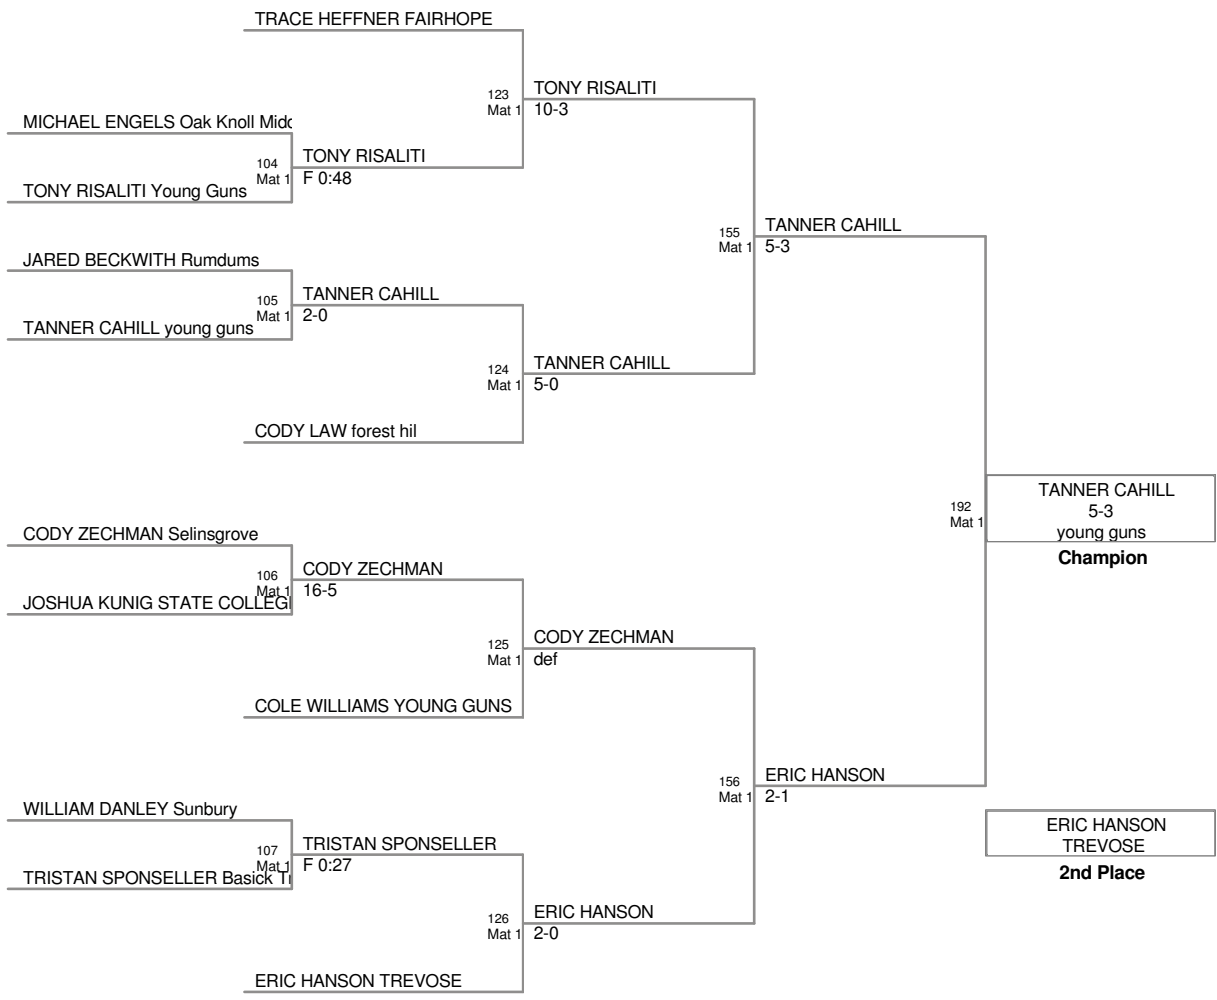 TRACE HEFFNER FAIRHOPE
123
Mat 1
TONY RISALITI
10-3
MICHAEL ENGELS Oak Knoll
104
Mat 1
TONY RISALITI
F 0:48
TONY RISALITI Young Guns
155
Mat 1
TANNER CAHILL
5-3
JARED BECKWITH Rumdums
105
Mat 1
TANNER CAHILL
2-0
TANNER CAHILL young guns
124
Mat 1
TANNER CAHILL
5-0
CODY LAW forest hil
192
Mat 1
TANNER CAHILL
5-3
young guns
Champion
CODY ZECHMAN Selinsgrove
106
Mat 1
CODY ZECHMAN
16-5
JOSHUA KUNIG STATE
125
Mat 1
CODY ZECHMAN
def
COLE WILLIAMS YOUNG GUNS
156
Mat 1
ERIC HANSON
2-1
WILLIAM DANLEY Sunbury
107
Mat 1
TRISTAN SPONSELLER
F 0:27
TRISTAN SPONSELLER Basick
ERIC HANSON
TREVOSE
2nd Place
126
Mat 1
ERIC HANSON
2-0
ERIC HANSON TREVOSE